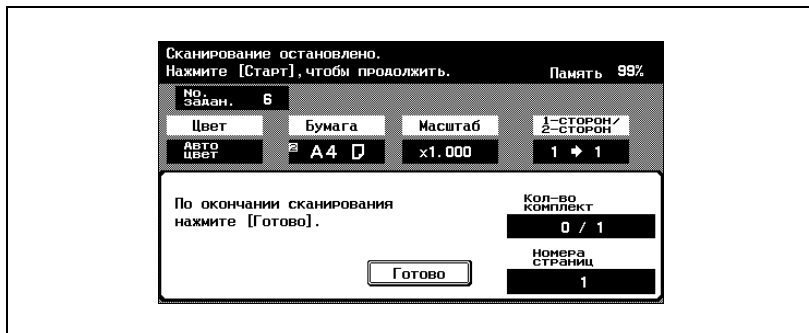 Сканирование остановлено.
Нажмите [Старт],чтобы продолжить.
Память 99%
No.
задан. 6
Цвет
Бумага
Масштаб
1-сторон/
2-сторон
Авто
цвет
2 A4
x1.000
1 → 1
По окончании сканирования
нажмите [Готово].
Кол-во
комплект
0 / 1
Готово
Номера
страниц
1